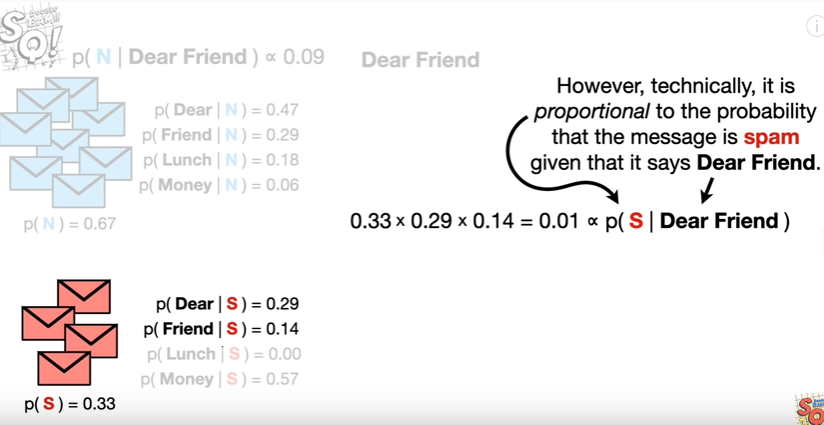 StatQuest!
Double
BAM!!!
p( N | Dear Friend ) ∝ 0.09
Dear Friend
p( Dear | N ) = 0.47
p( Friend | N ) = 0.29
p( Lunch | N ) = 0.18
p( Money | N ) = 0.06
p( N ) = 0.67
However, technically, it is
proportional to the probability
that the message is spam
given that it says Dear Friend.
0.33 x 0.29 x 0.14 = 0.01 ∝ p( S | Dear Friend )
p( Dear | S ) = 0.29
p( Friend | S ) = 0.14
p( Lunch | S ) = 0.00
p( Money | S ) = 0.57
p( S ) = 0.33